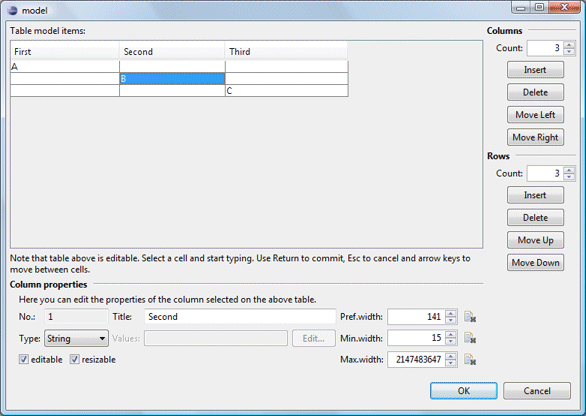 model
Table model items:
First Second Third
A
B
C
Columns
Count: 3
Insert
Delete
Move Left
Move Right
Rows
Count: 3
Insert
Delete
Move Up
Move Down
Note that table above is editable. Select a cell and start typing. Use Return to commit, Esc to cancel and arrow keys to
move between cells.
Column properties
Here you can edit the properties of the column selected on the above table.
No.: 1 Title: Second Pref.width: 141
Type: String Values: Edit... Min.width: 15
editable resizable Max.width: 2147483647
OK Cancel